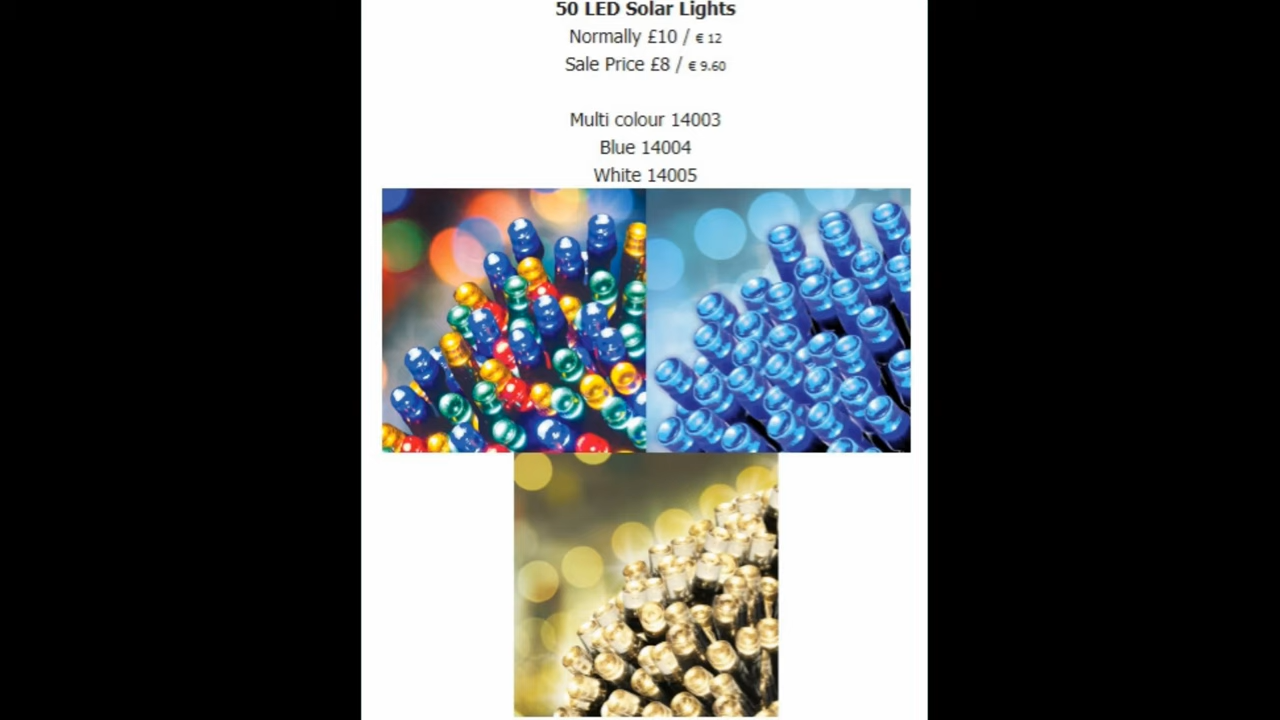 50 LED Solar Lights
Normally £10 / € 12
Sale Price £8 / € 9.60
Multi colour 14003
Blue 14004
White 14005